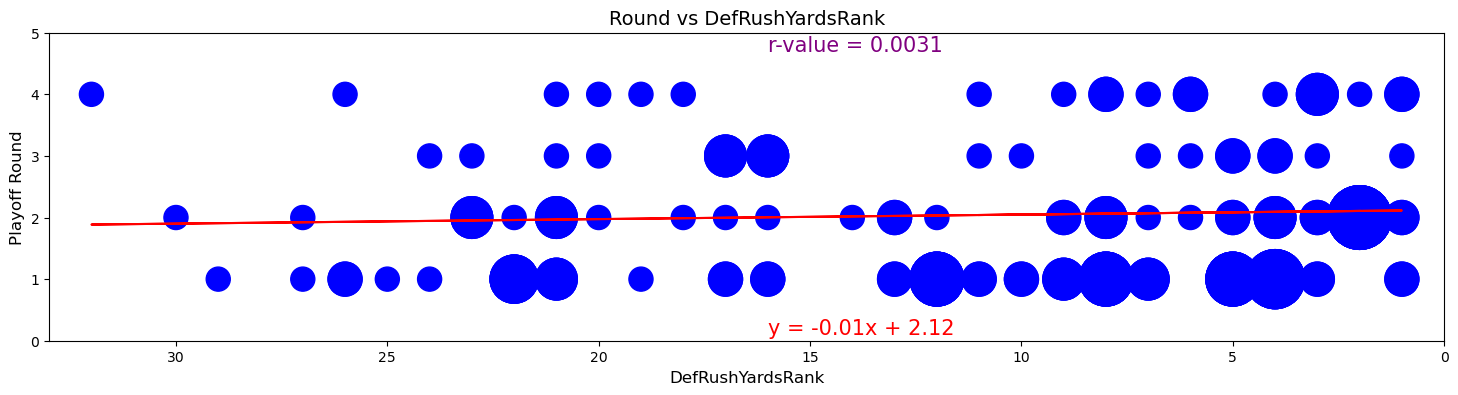 Round vs DefRushYardsRank
r-value = 0.0031
5
4
3
2
1
0
Playoff Round
y = -0.01x + 2.12
30 25 20 15 10 5 0
DefRushYardsRank